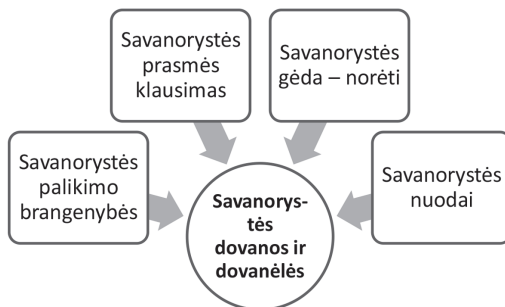 Savanorystės
prasmės
klausimas
Savanorystės
gėda – norėti
Savanorystės
palikimo
brangenybės
Savanorystės
nuodai
Savanorys-
tės
dovanos ir
dovanėlės